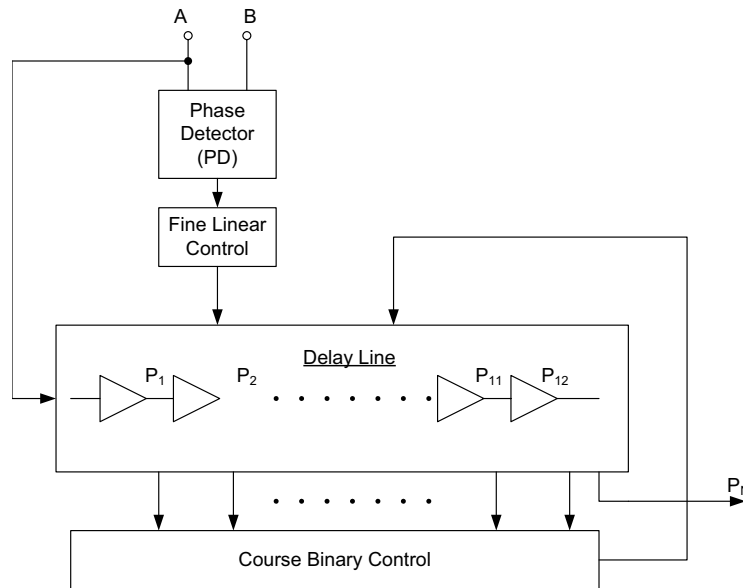 A B
Phase
Detector
(PD)
Fine Linear
Control
Delay Line
P₁ P₂ P₁₁ P₁₂
Course Binary Control